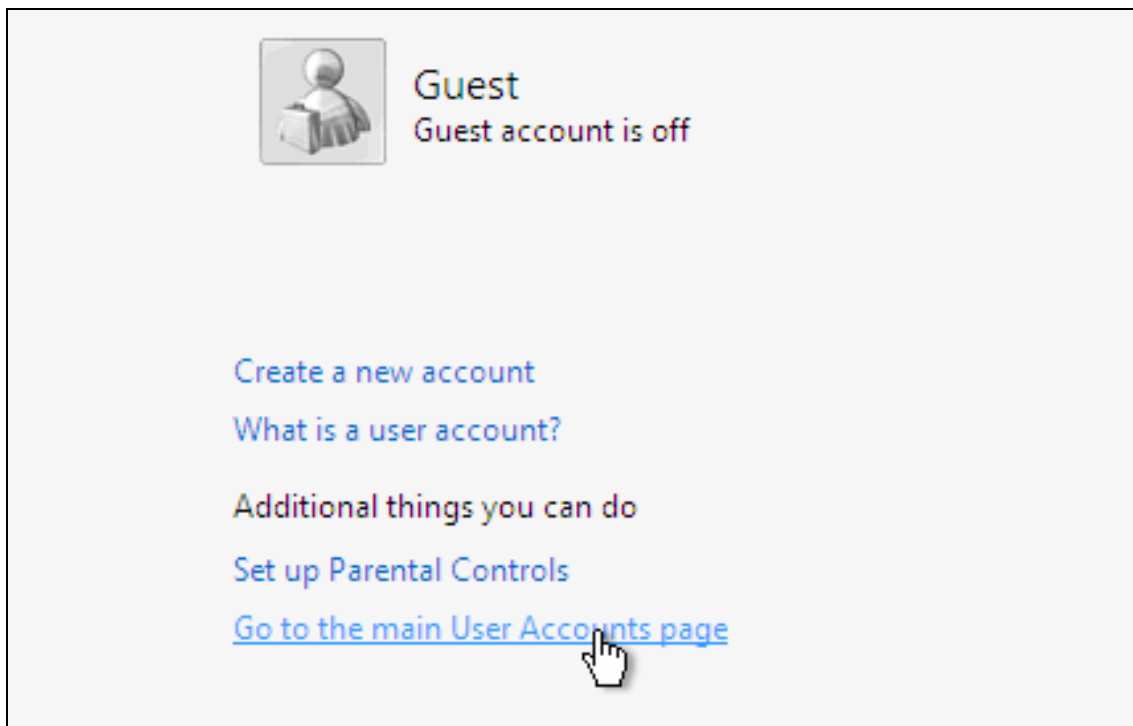 Guest
Guest account is off
Create a new account
What is a user account?
Additional things you can do
Set up Parental Controls
Go to the main User Accounts page